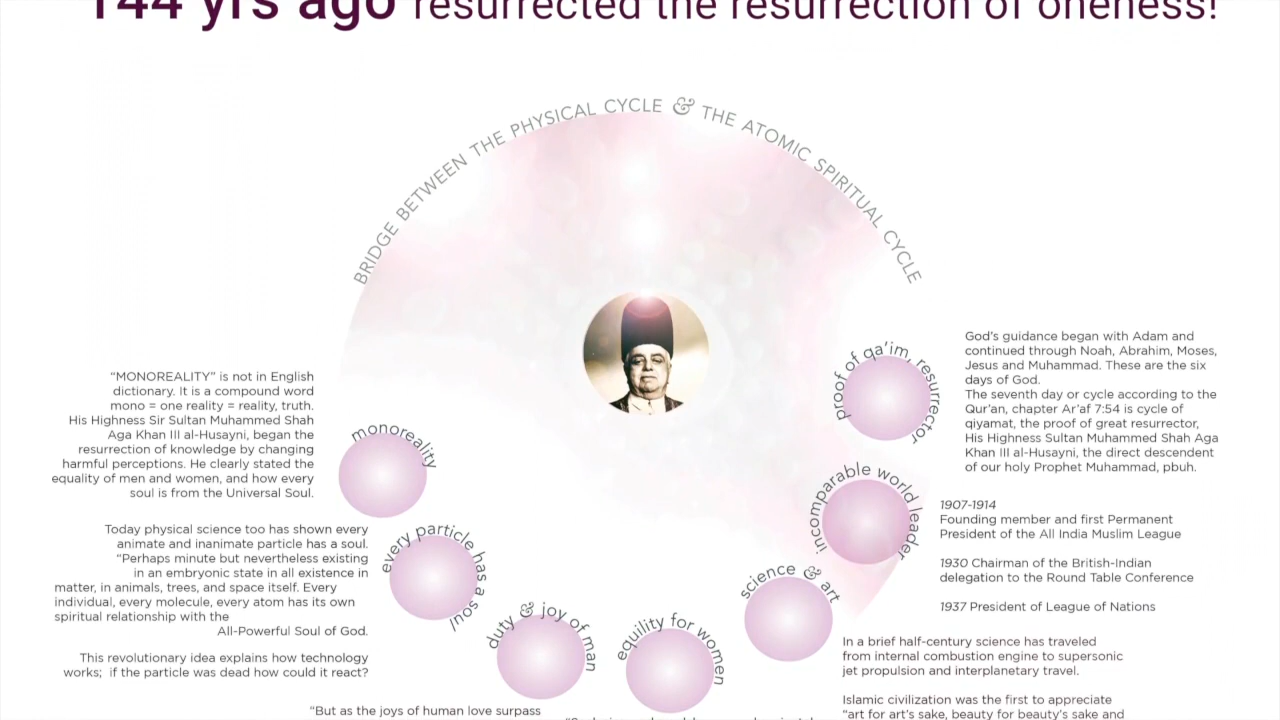 144 yrs ago resurrected the resurrection of oneness!
BRIDGE BETWEEN THE PHYSICAL CYCLE & THE ATOMIC SPIRITUAL CYCLE
"MONOREALITY" is not in English
dictionary. It is a compound word
mono = one reality = reality, truth.
His Highness Sir Sultan Muhammed Shah
Aga Khan III al-Husayni, began the
resurrection of knowledge by changing
harmful perceptions. He clearly stated the
equality of men and women, and how every
soul is from the Universal Soul.
monoreality
Today physical science too has shown every
animate and inanimate particle has a soul.
"Perhaps minute but nevertheless existing
in an embryonic state in all existence in
matter, in animals, trees, and space itself. Every
individual, every molecule, every atom has its own
spiritual relationship with the
All-Powerful Soul of God.
This revolutionary idea explains how technology
works; if the particle was dead how could it react?
every particle has a soul
"But as the joys of human love surpass
duty & joy of man
equility for women
science & art
incomparable world leader
proof of qa'im, resurrector
God's guidance began with Adam and
continued through Noah, Abrahim, Moses,
Jesus and Muhammad. These are the six
days of God.
The seventh day or cycle according to the
Qur'an, chapter Ar'af 7:54 is cycle of
qiyamat, the proof of great resurrector,
His Highness Sultan Muhammed Shah Aga
Khan III al-Husayni, the direct descendent
of our holy Prophet Muhammad, pbuh.
1907-1914
Founding member and first Permanent
President of the All India Muslim League
1930 Chairman of the British-Indian
delegation to the Round Table Conference
1937 President of League of Nations
In a brief half-century science has traveled
from internal combustion engine to supersonic
jet propulsion and interplanetary travel.
Islamic civilization was the first to appreciate
"art for art's sake, beauty for beauty's sake and